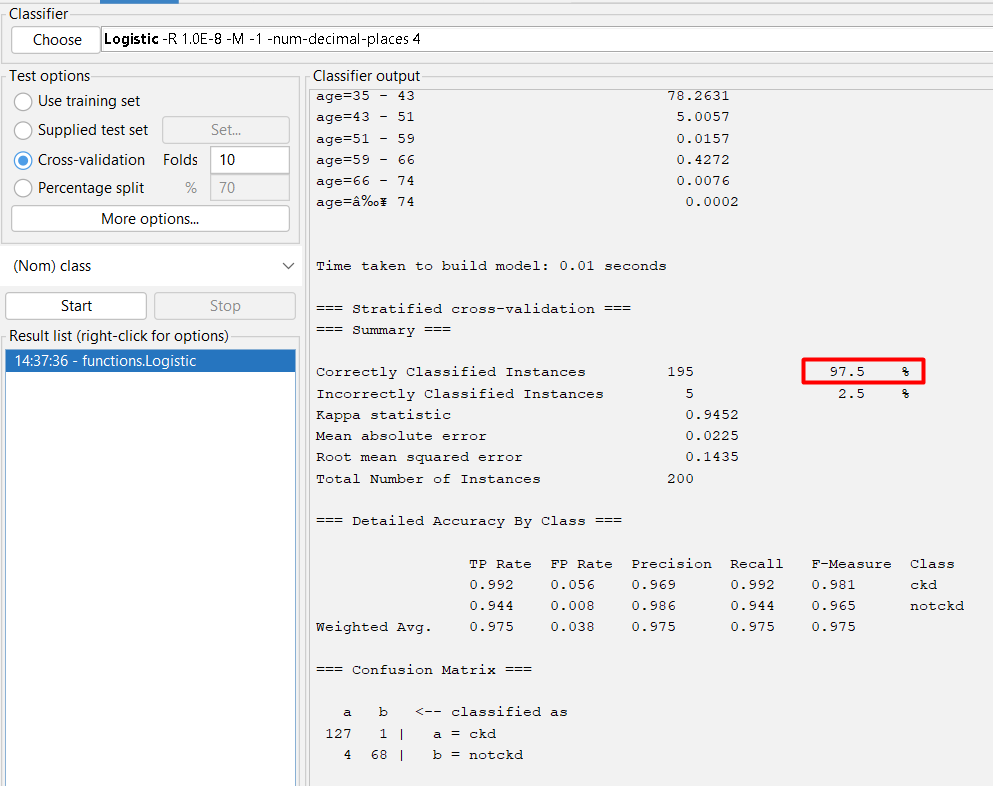 Classifier
Choose Logistic -R 1.0E-8 -M -1 -num-decimal-places 4
Test options
Use training set
Supplied test set Set...
Cross-validation Folds 10
Percentage split % 70
More options...
(Nom) class
Start Stop
Result list (right-click for options)
14:37:36 - functions.Logistic
Classifier output
age=35 - 43 78.2631
age=43 - 51 5.0057
age=51 - 59 0.0157
age=59 - 66 0.4272
age=66 - 74 0.0076
age=â‰¥ 74 0.0002
Time taken to build model: 0.01 seconds
=== Stratified cross-validation ===
=== Summary ===
Correctly Classified Instances 195 97.5 %
Incorrectly Classified Instances 5 2.5 %
Kappa statistic 0.9452
Mean absolute error 0.0225
Root mean squared error 0.1435
Total Number of Instances 200
=== Detailed Accuracy By Class ===
TP Rate FP Rate Precision Recall F-Measure Class
0.992 0.056 0.969 0.992 0.981 ckd
0.944 0.008 0.986 0.944 0.965 notckd
Weighted Avg. 0.975 0.038 0.975 0.975 0.975
=== Confusion Matrix ===
a b <-- classified as
127 1 | a = ckd
4 68 | b = notckd